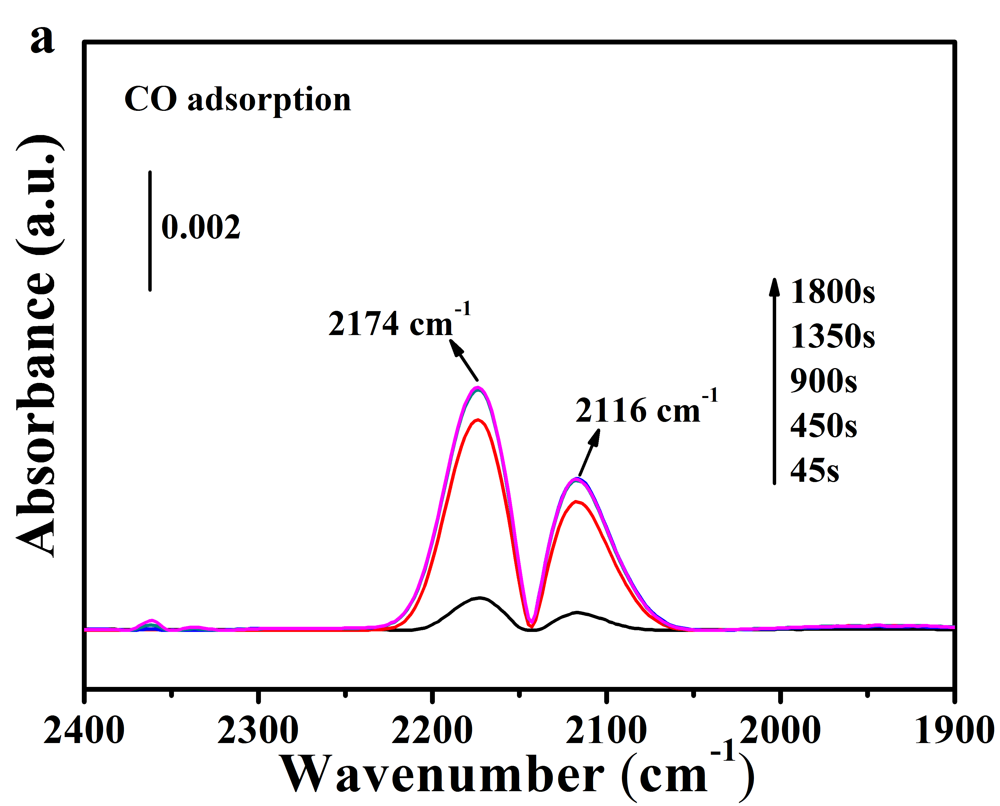 a
CO adsorption
0.002
2174 cm⁻¹
2116 cm⁻¹
1800s
1350s
900s
450s
45s
Absorbance (a.u.)
2400 2300 2200 2100 2000 1900
Wavenumber (cm⁻¹)